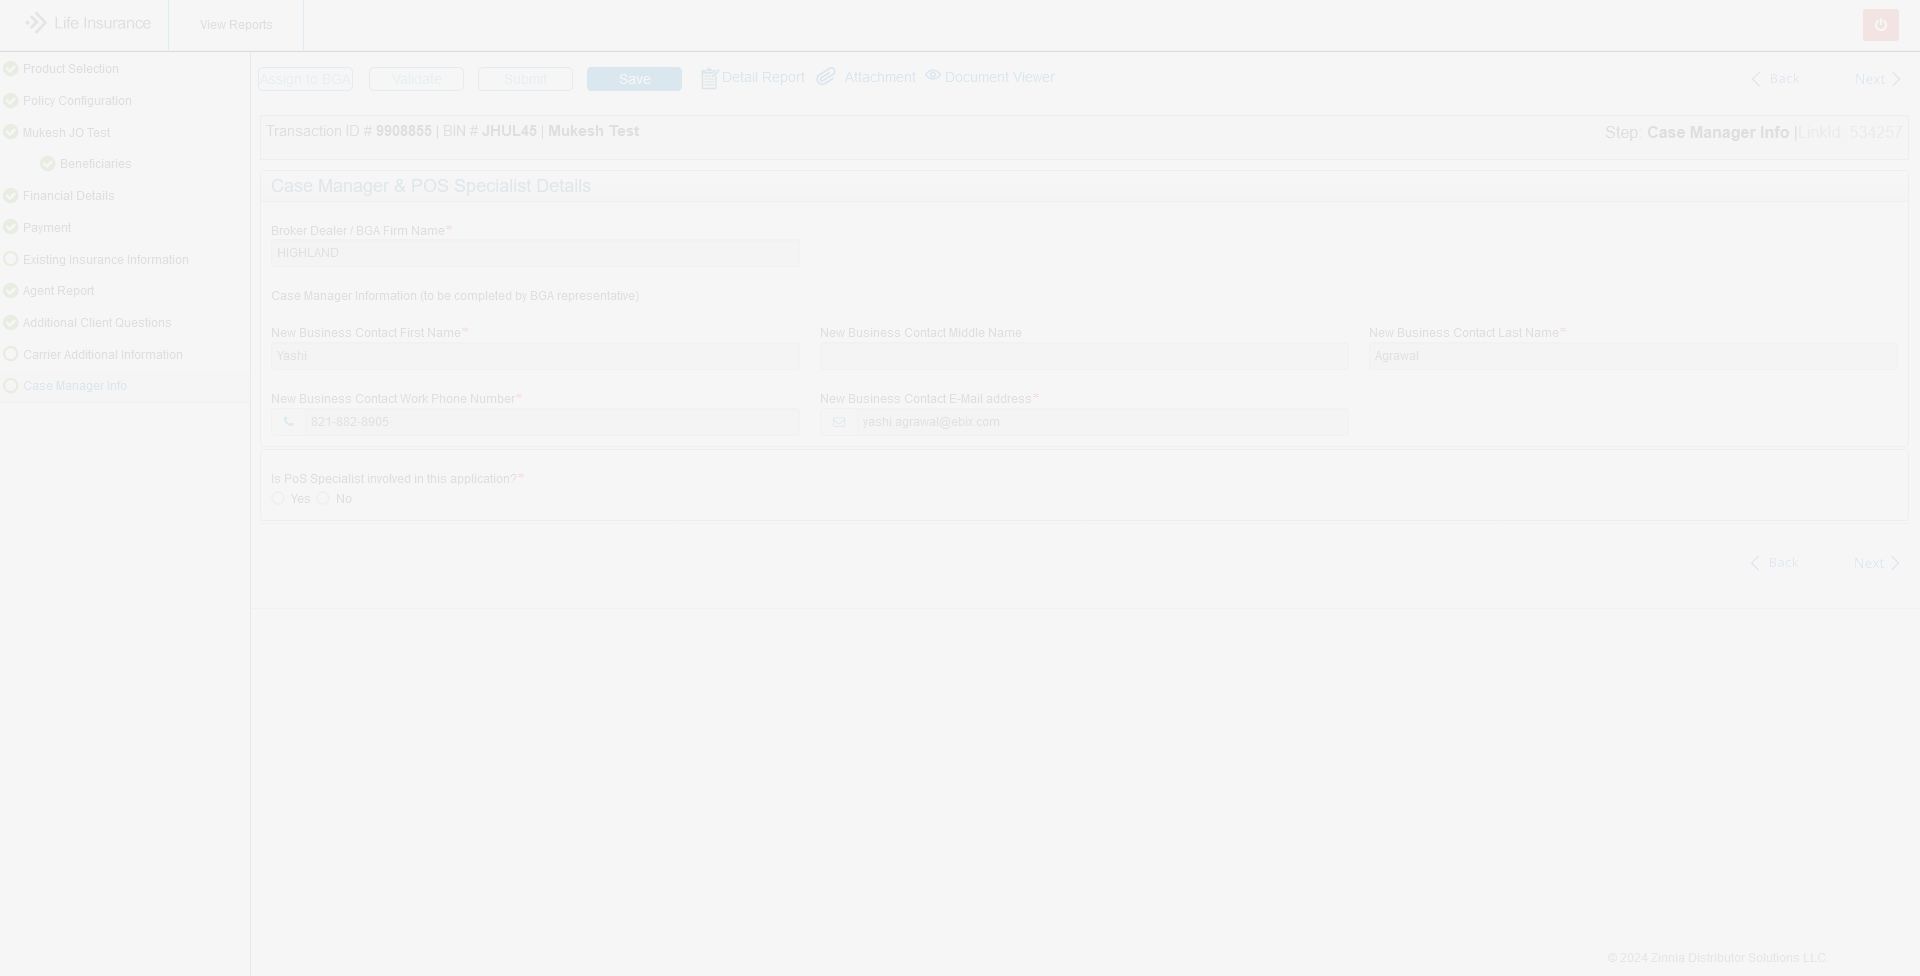 Life Insurance
View Reports
Product Selection
Policy Configuration
Mukesh JO Test
Beneficiaries
Financial Details
Payment
Existing Insurance Information
Agent Report
Additional Client Questions
Carrier Additional Information
Case Manager Info
Assign to BGA Validate Submit Save Detail Report Attachment Document Viewer Back Next
Transaction ID # 9908855 | BIN # JHUL45 | Mukesh Test
Step: Case Manager Info |LinkId: 534257
Case Manager & POS Specialist Details
Broker Dealer / BGA Firm Name*
HIGHLAND
Case Manager Information (to be completed by BGA representative)
New Business Contact First Name* New Business Contact Middle Name New Business Contact Last Name*
Yashi Agrawal
New Business Contact Work Phone Number* New Business Contact E-Mail address*
821-882-8905 yashi.agrawal@ebix.com
Is PoS Specialist involved in this application?*
Yes No
Back Next
© 2024 Zinnia Distributor Solutions LLC.